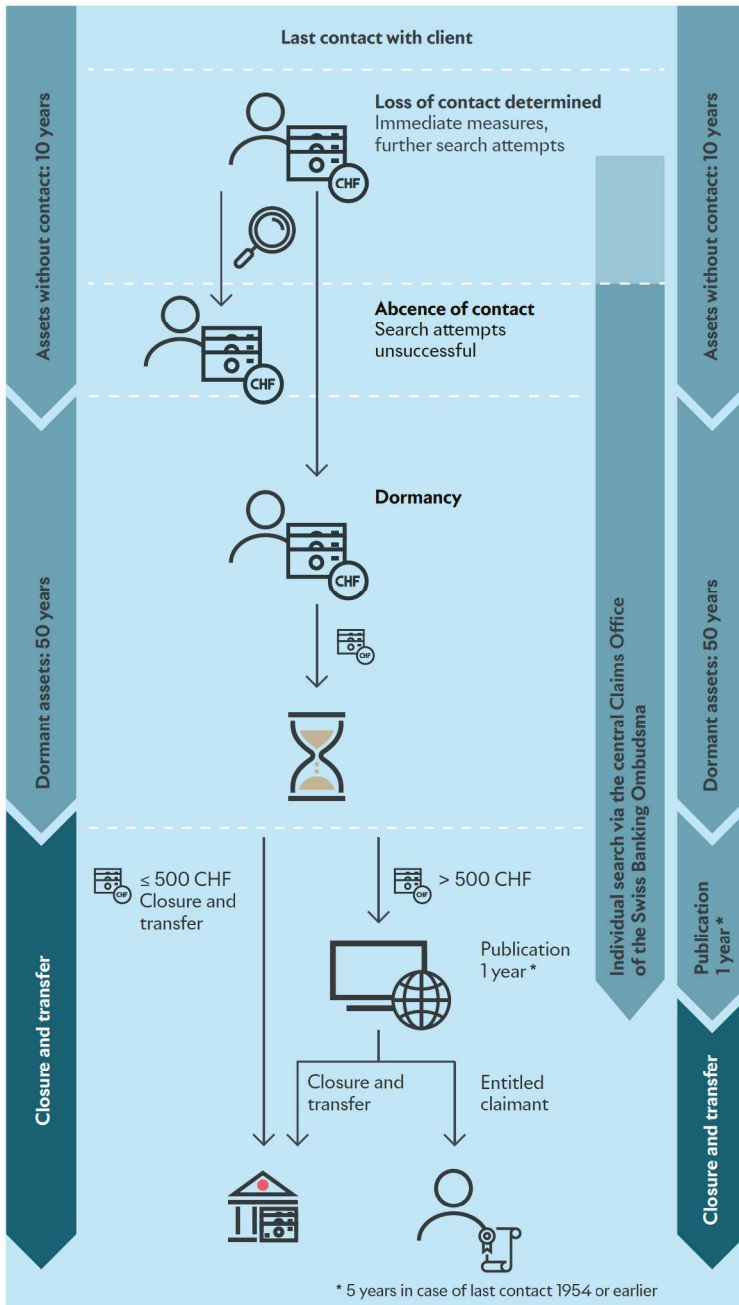 Last contact with client
Assets without contact: 10 years
Assets without contact: 10 years
Loss of contact determined
Immediate measures,
further search attempts
CHF
Abcence of contact
Search attempts
unsuccessful
CHF
Dormant assets: 50 years
Dormant assets: 50 years
Dormancy
CHF
CHF
Individual search via the central Claims Office
of the Swiss Banking Ombudsma
CHF
≤ 500 CHF
Closure and
transfer
CHF
> 500 CHF
Publication
1 year *
Publication
1 year *
Closure and transfer
Closure and transfer
Closure and
transfer
Entitled
claimant
* 5 years in case of last contact 1954 or earlier